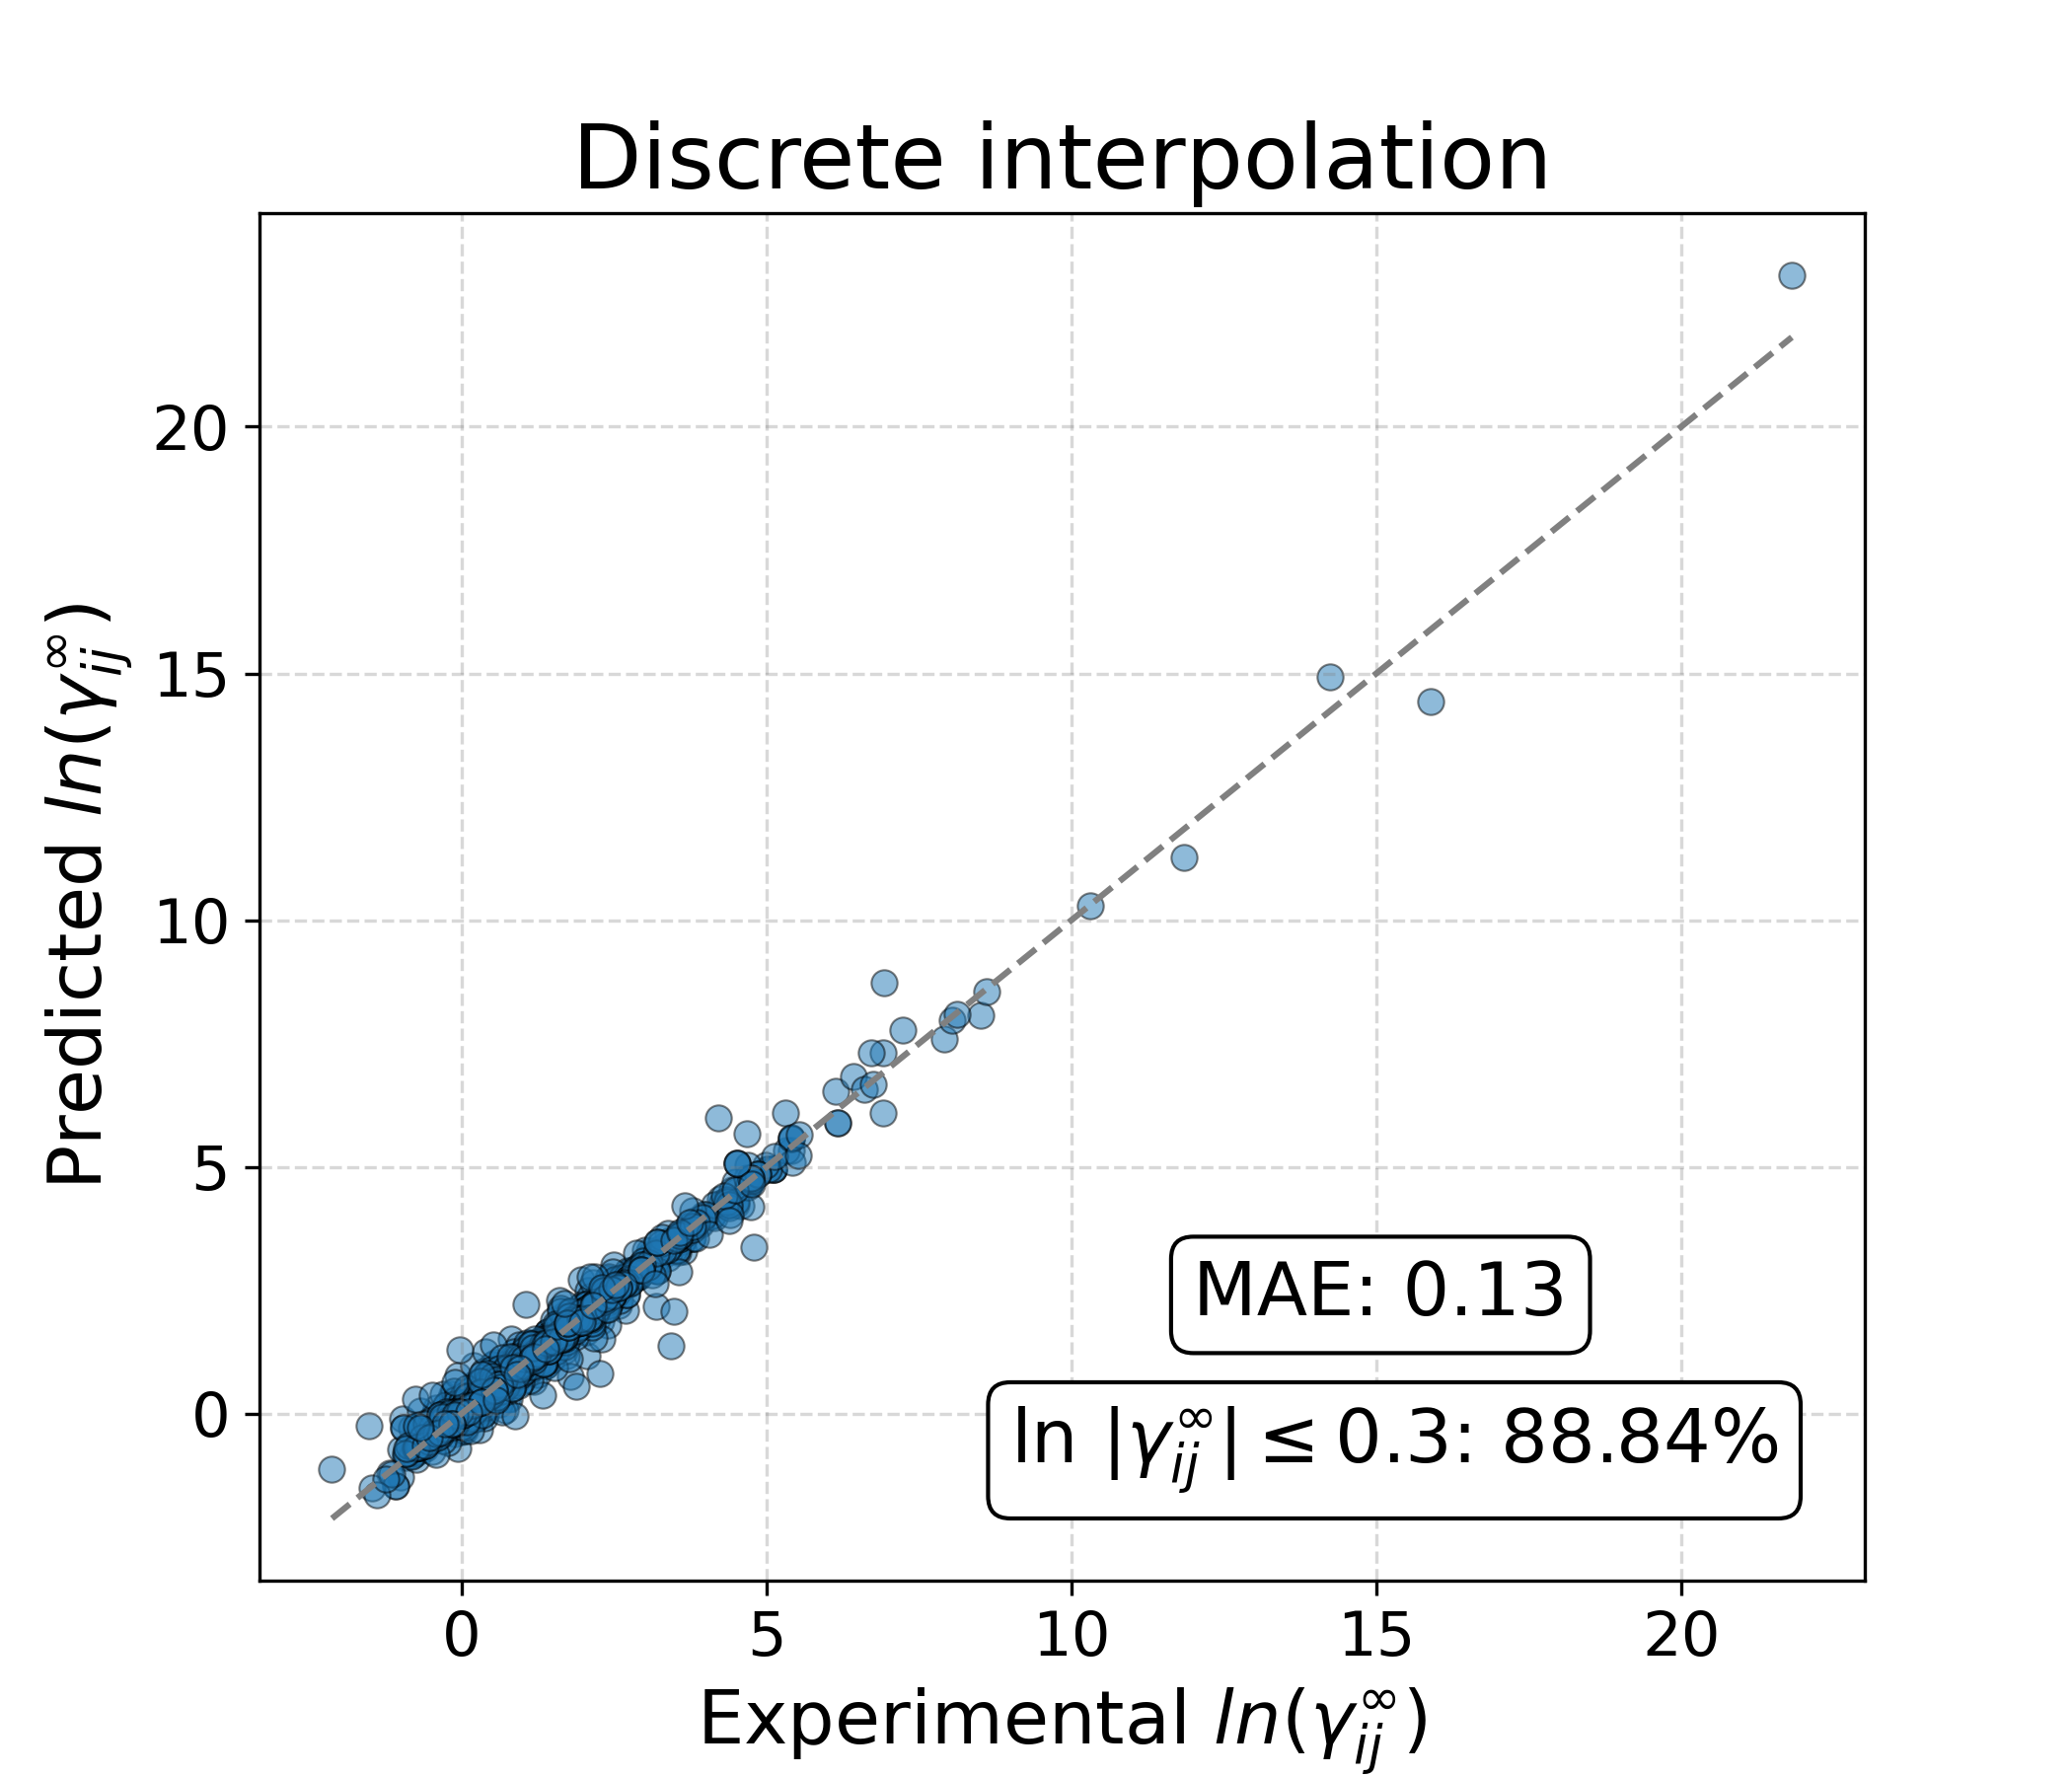 Discrete interpolation
Predicted ln(γ_ij^∞)
20
15
10
5
0
MAE: 0.13
ln |γ_ij^∞| ≤ 0.3: 88.84%
0 5 10 15 20
Experimental ln(γ_ij^∞)